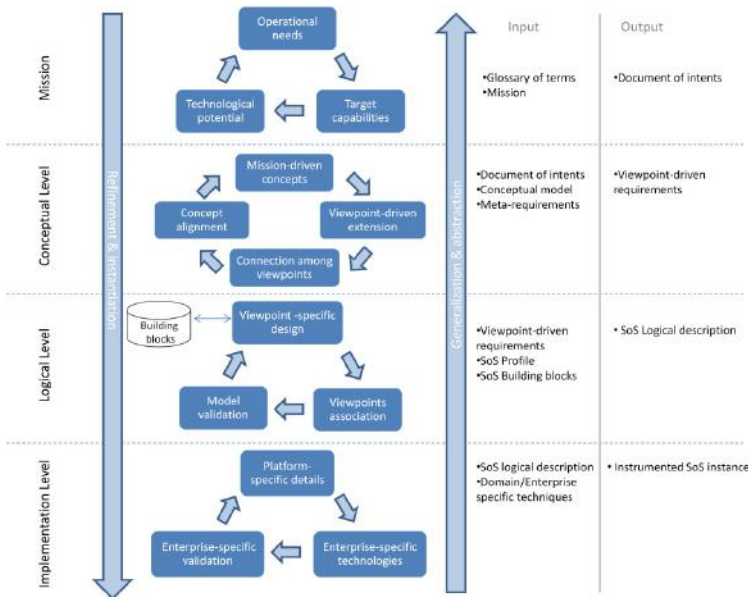 Input
Output
Mission
Operational
needs
Technological
potential
Target
capabilities
•Glossary of terms
•Mission
•Document of intents
Refinement & instantiation
Generalization & abstraction
Conceptual Level
Mission-driven
concepts
Concept
alignment
Viewpoint-driven
extension
Connection among
viewpoints
•Document of intents
•Conceptual model
•Meta-requirements
•Viewpoint-driven
requirements
Logical Level
Building
blocks
Viewpoint -specific
design
Model
validation
Viewpoints
association
•Viewpoint-driven
requirements
•SoS Profile
•SoS Building blocks
• SoS Logical description
Implementation Level
Platform-
specific details
Enterprise-specific
validation
Enterprise-specific
technologies
•SoS logical description
•Domain/Enterprise
specific techniques
• Instrumented SoS instance